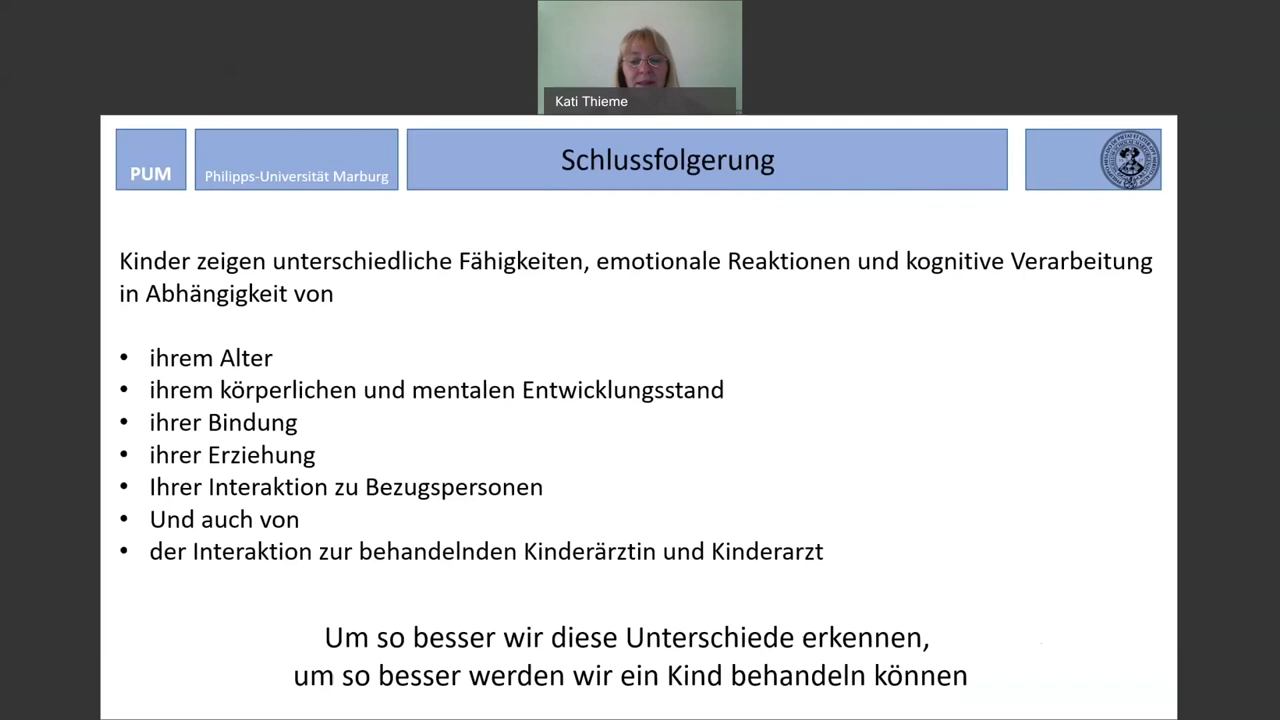 Kati Thieme
PUM
Philipps-Universität Marburg
Schlussfolgerung
Kinder zeigen unterschiedliche Fähigkeiten, emotionale Reaktionen und kognitive Verarbeitung
in Abhängigkeit von
• ihrem Alter
• ihrem körperlichen und mentalen Entwicklungsstand
• ihrer Bindung
• ihrer Erziehung
• Ihrer Interaktion zu Bezugspersonen
• Und auch von
• der Interaktion zur behandelnden Kinderärztin und Kinderarzt
Um so besser wir diese Unterschiede erkennen,
um so besser werden wir ein Kind behandeln können